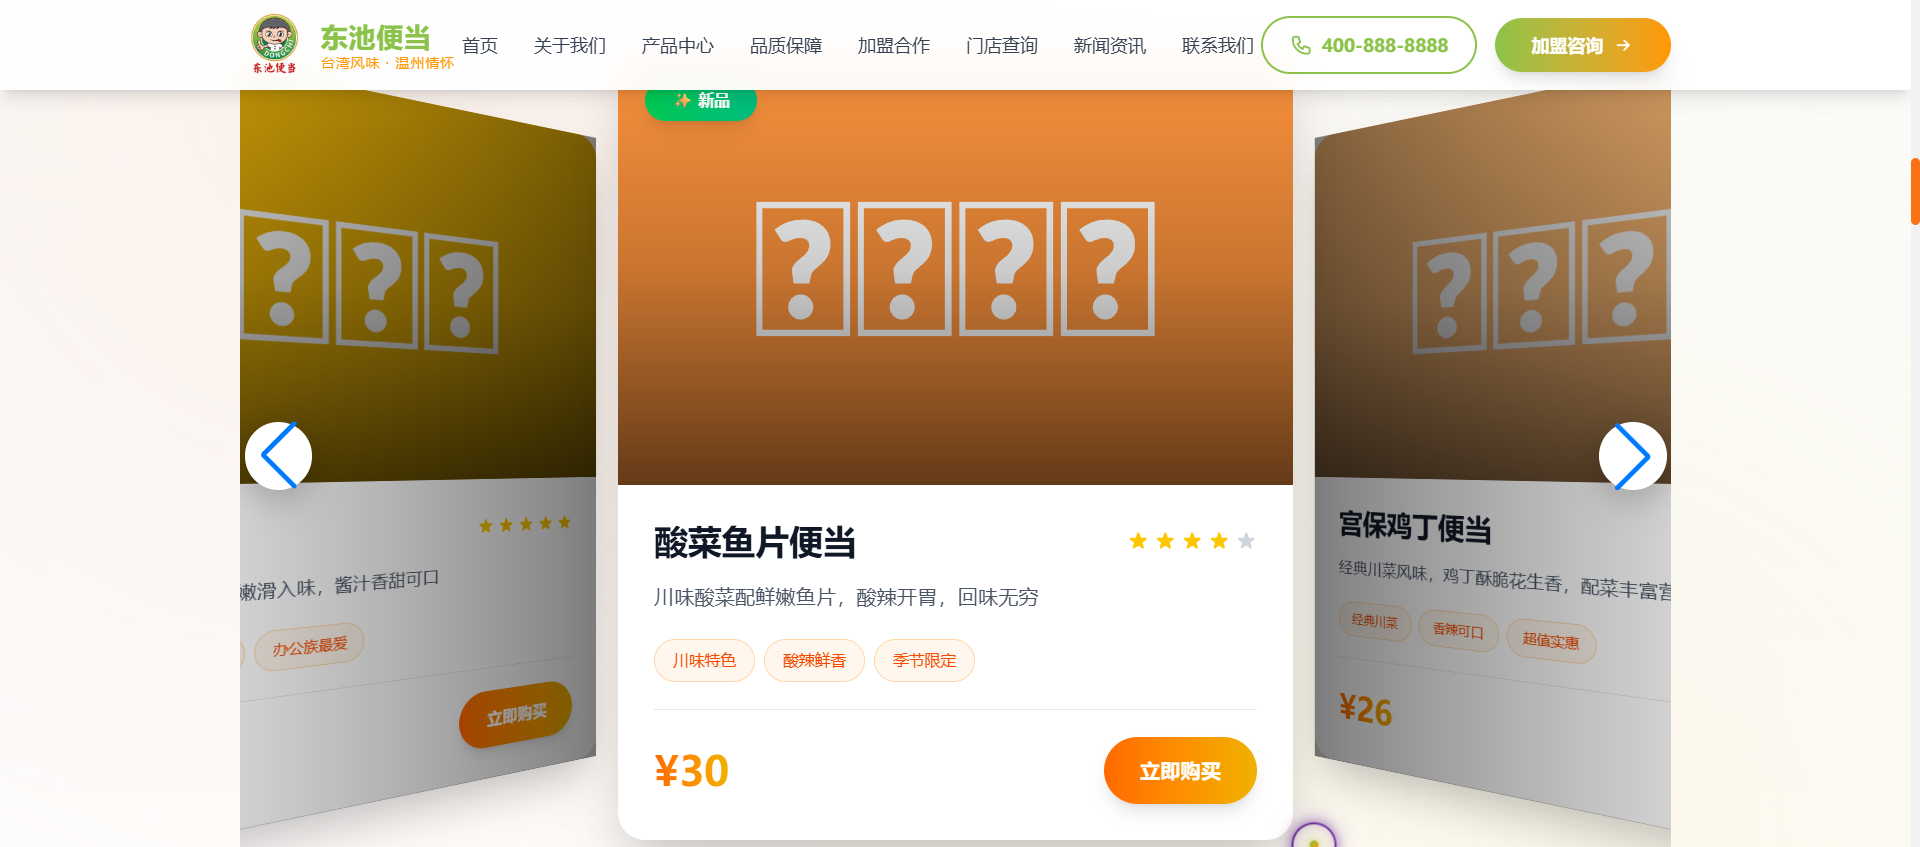 东池便当
台湾风味 · 温州情怀
DONGCHI
东池便当
首页
关于我们
产品中心
品质保障
加盟合作
门店查询
新闻资讯
联系我们
400-888-8888
加盟咨询 →
✨ 新品
嫩滑入味，酱汁香甜可口
办公族最爱
立即购买
酸菜鱼片便当
川味酸菜配鲜嫩鱼片，酸辣开胃，回味无穷
川味特色
酸辣鲜香
季节限定
¥30
立即购买
宫保鸡丁便当
经典川菜风味，鸡丁酥脆花生香，配菜丰富营
经典川菜
香辣可口
超值实惠
¥26